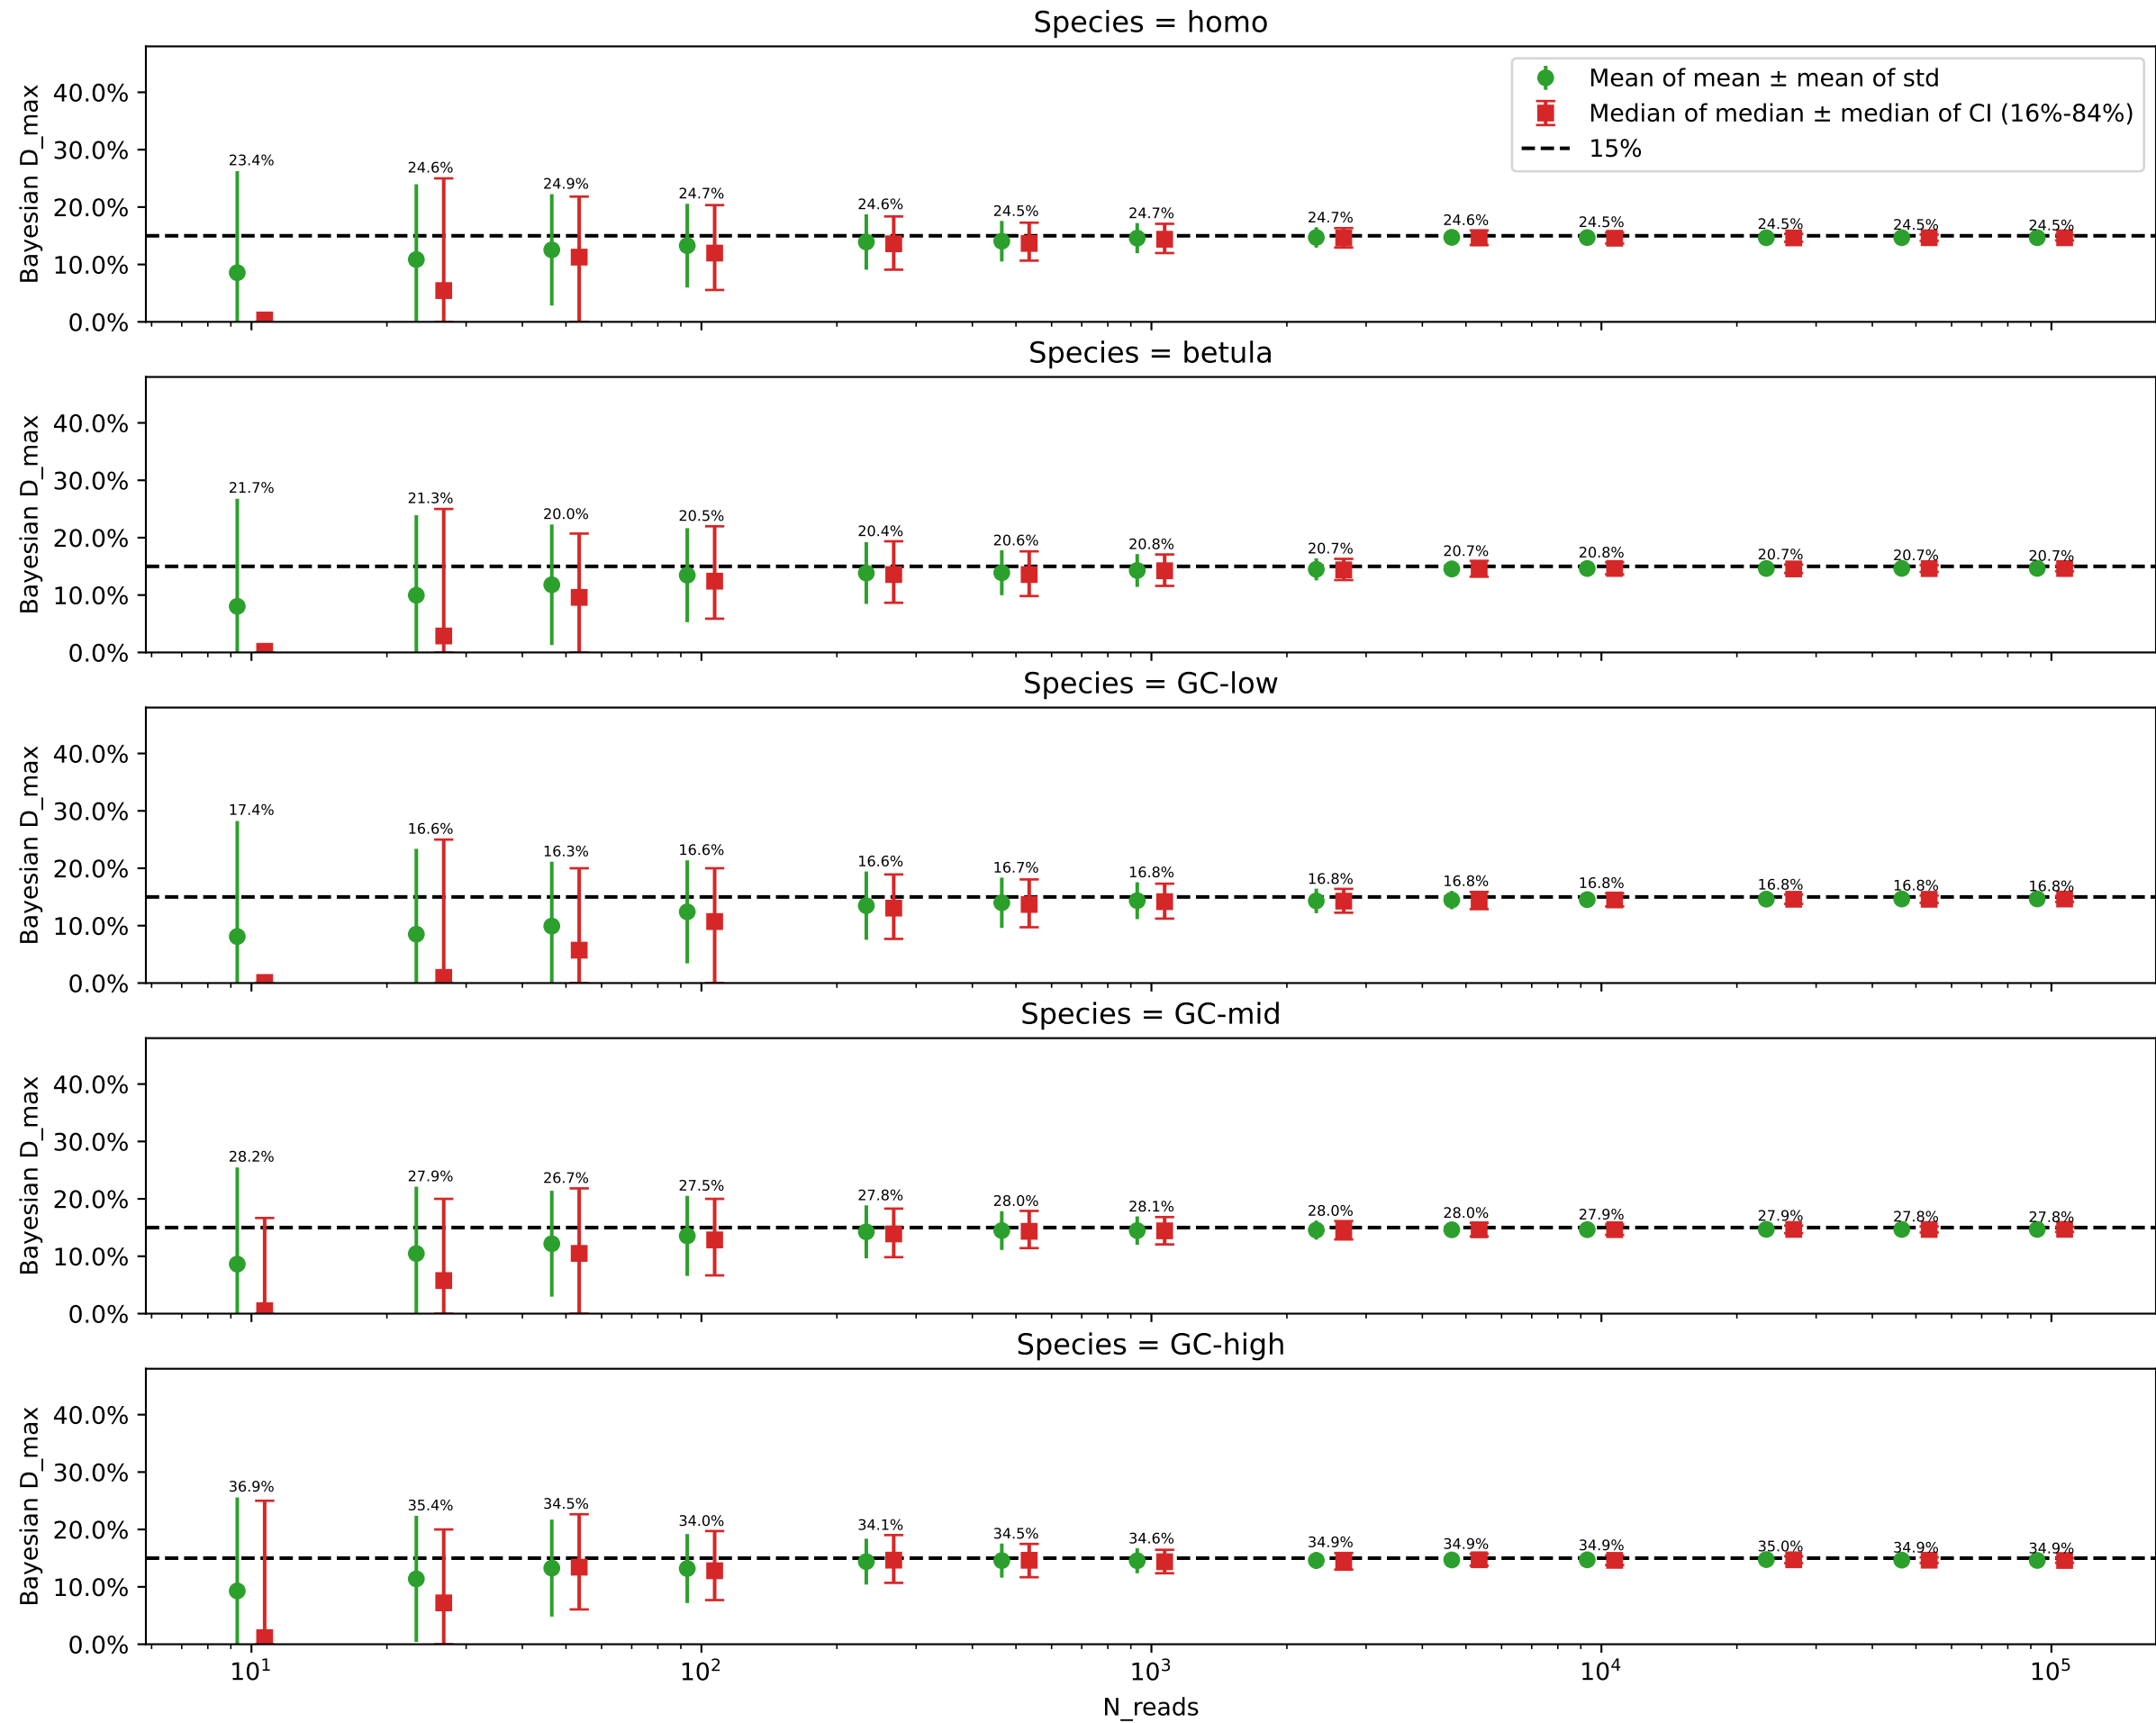 Species = homo
Bayesian D_max
40.0%
30.0%
20.0%
10.0%
0.0%
Mean of mean ± mean of std
Median of median ± median of CI (16%-84%)
15%
23.4% 24.6% 24.9% 24.7% 24.6% 24.5% 24.7% 24.7% 24.6% 24.5% 24.5% 24.5% 24.5%
Species = betula
Bayesian D_max
40.0%
30.0%
20.0%
10.0%
0.0%
21.7% 21.3% 20.0% 20.5% 20.4% 20.6% 20.8% 20.7% 20.7% 20.8% 20.7% 20.7% 20.7%
Species = GC-low
Bayesian D_max
40.0%
30.0%
20.0%
10.0%
0.0%
17.4% 16.6% 16.3% 16.6% 16.6% 16.7% 16.8% 16.8% 16.8% 16.8% 16.8% 16.8% 16.8%
Species = GC-mid
Bayesian D_max
40.0%
30.0%
20.0%
10.0%
0.0%
28.2% 27.9% 26.7% 27.5% 27.8% 28.0% 28.1% 28.0% 28.0% 27.9% 27.9% 27.8% 27.8%
Species = GC-high
Bayesian D_max
40.0%
30.0%
20.0%
10.0%
0.0%
36.9% 35.4% 34.5% 34.0% 34.1% 34.5% 34.6% 34.9% 34.9% 34.9% 35.0% 34.9% 34.9%
10¹ 10² 10³ 10⁴ 10⁵
N_reads